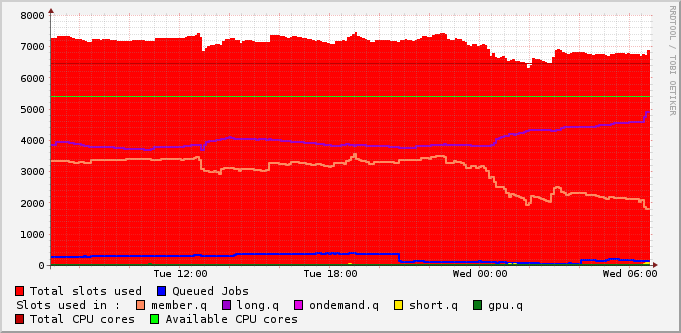 8000
7000
6000
5000
4000
3000
2000
1000
0
Tue 12:00 Tue 18:00 Wed 00:00 Wed 06:00
Total slots used Queued Jobs
Slots used in : member.q long.q ondemand.q short.q gpu.q
Total CPU cores Available CPU cores
RRDTOOL / TOBI OETIKER